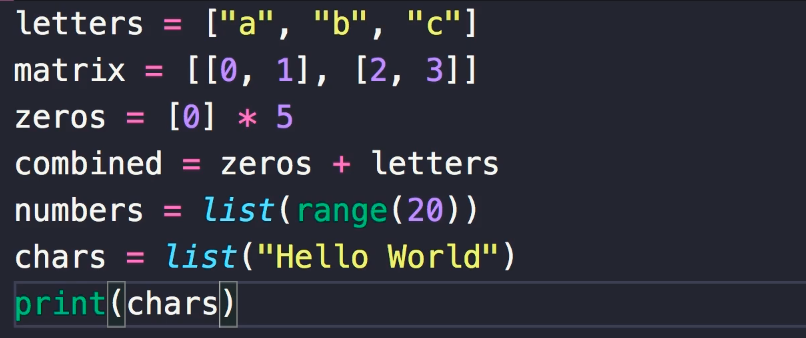 letters = ["a", "b", "c"]
matrix = [[0, 1], [2, 3]]
zeros = [0] * 5
combined = zeros + letters
numbers = list(range(20))
chars = list("Hello World")
print(chars)